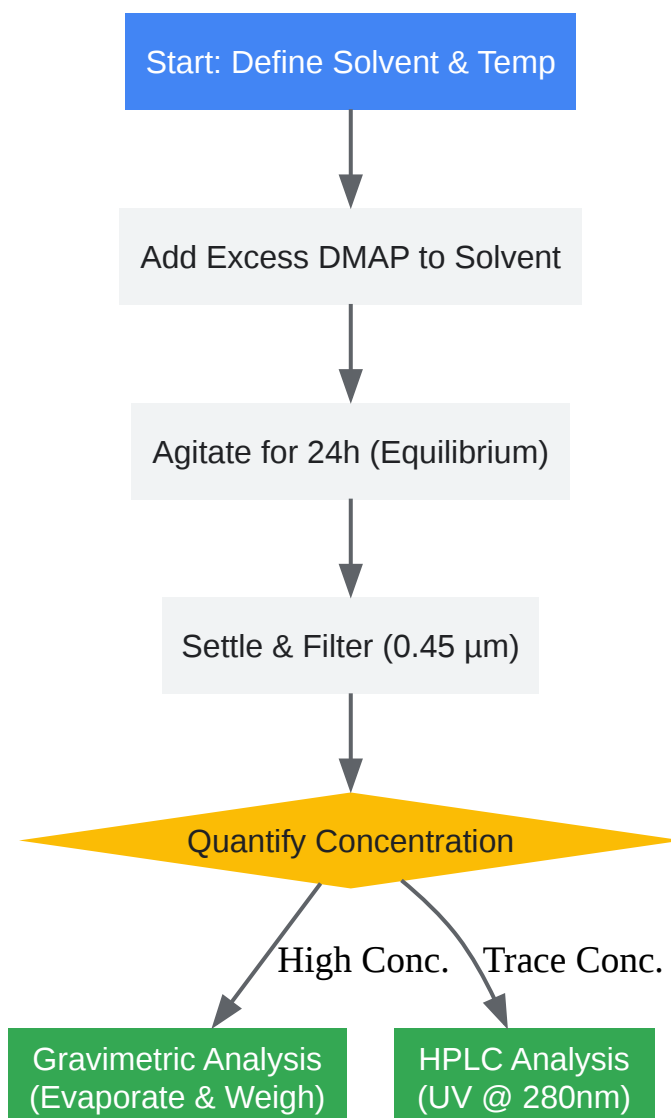 Start: Define Solvent & Temp
Add Excess DMAP to Solvent
Agitate for 24h (Equilibrium)
Settle & Filter (0.45 µm)
Quantify Concentration
High Conc.
Trace Conc.
Gravimetric Analysis
(Evaporate & Weigh)
HPLC Analysis
(UV @ 280nm)